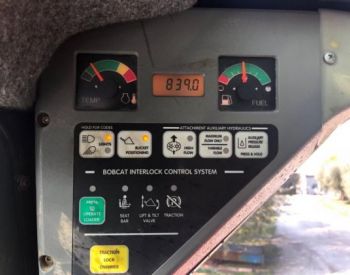 839.0
TEMP
FUEL
HOLD FOR CODES
ATTACHMENT AUXILIARY HYDRAULICS
LIGHTS
BUCKET
POSITIONING
HIGH
FLOW
MAXIMUM
FLOW ONLY
VARIABLE
FLOW
AUXILIARY
PRESSURE
RELEASE
PRESS & HOLD
BOBCAT INTERLOCK CONTROL SYSTEM
PRESS
TO
OPERATE
LOADER
SEAT
BAR
LIFT & TILT
VALVE
TRACTION
TRACTION
LOCK
OVERRIDE